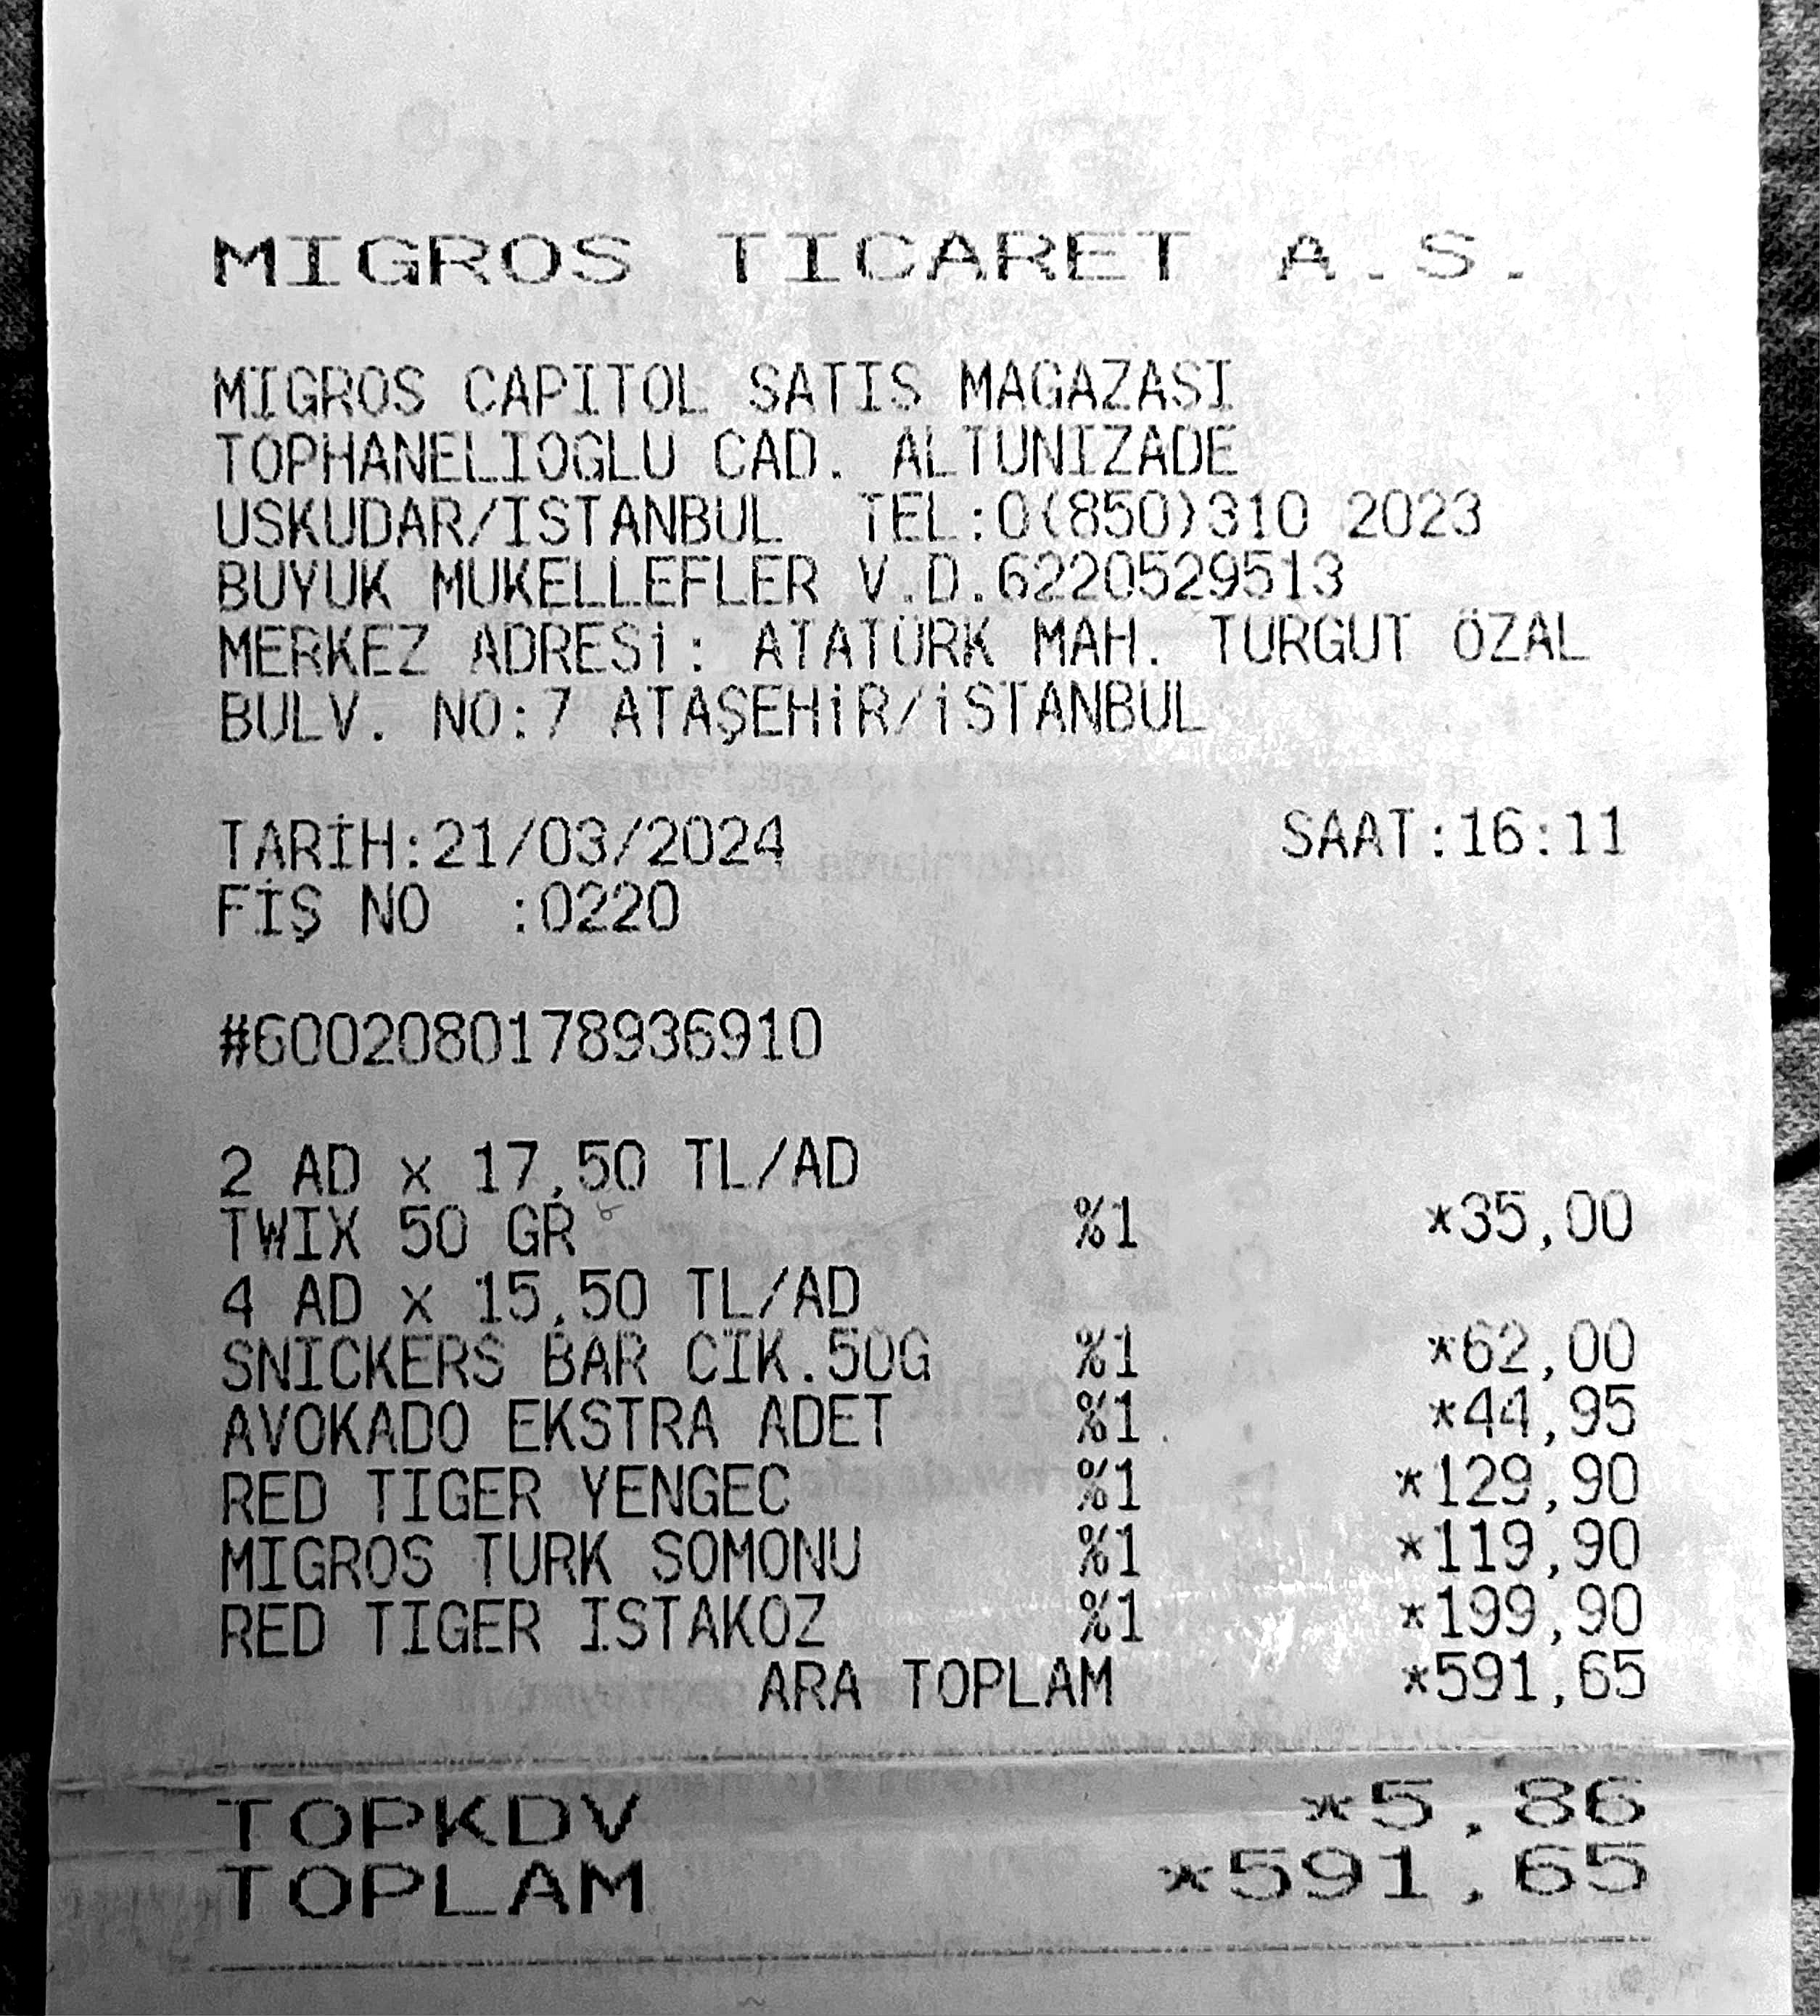 MIGROS TICARET A.S.
MIGROS CAPITOL SATIS MAGAZASI
TOPHANELIOGLU CAD. ALTUNIZADE
USKUDAR/ISTANBUL TEL:0(850)310 2023
BUYUK MUKELLEFLER V.D.6220529513
MERKEZ ADRESi: ATATÜRK MAH. TURGUT ÖZAL
BULV. NO:7 ATAŞEHiR/iSTANBUL
TARİH:21/03/2024 SAAT:16:11
FİŞ NO :0220
#6002080178936910
2 AD x 17,50 TL/AD
TWIX 50 GR %1 *35,00
4 AD x 15,50 TL/AD
SNICKERS BAR CIK.50G %1 *62,00
AVOKADO EKSTRA ADET %1 *44,95
RED TIGER YENGEC %1 *129,90
MIGROS TURK SOMONU %1 *119,90
RED TIGER ISTAKOZ %1 *199,90
ARA TOPLAM *591,65
TOPKDV *5,86
TOPLAM *591,65